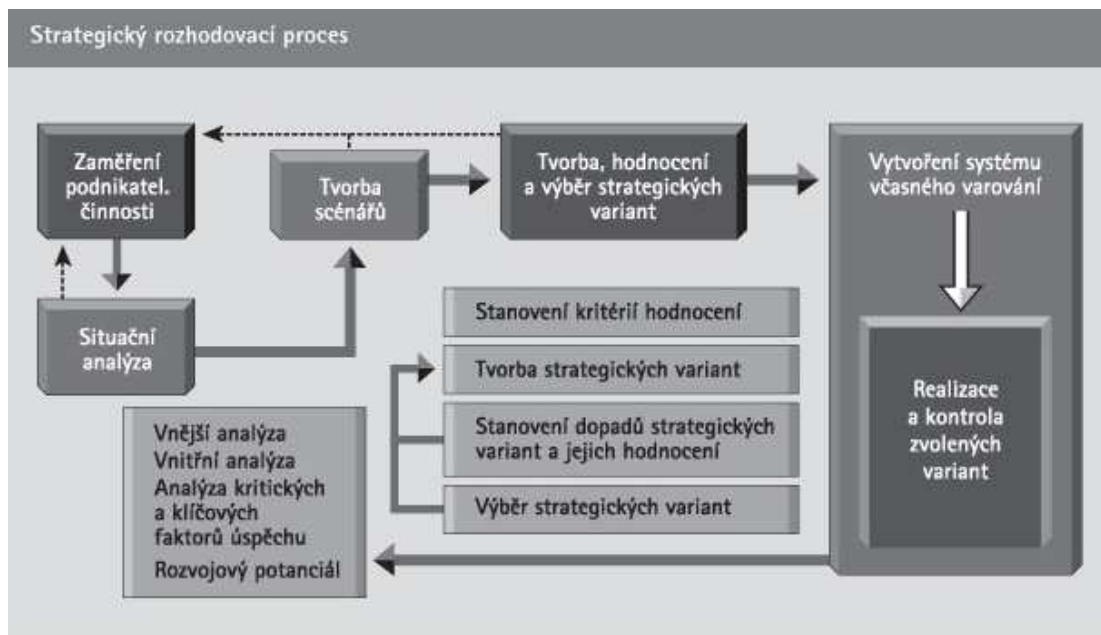 Strategický rozhodovací proces
Zaměření
podnikatel.
činnosti
Tvorba
scénářů
Tvorba, hodnocení
a výběr strategických
variant
Vytvoření systému
včasného varování
Situační
analýza
Stanovení kritérií hodnocení
Tvorba strategických variant
Stanovení dopadů strategických
variant a jejich hodnocení
Výběr strategických variant
Realizace
a kontrola
zvolených
variant
Vnější analýza
Vnitřní analýza
Analýza kritických
a klíčových
faktorů úspěchu
Rozvojový potanciál